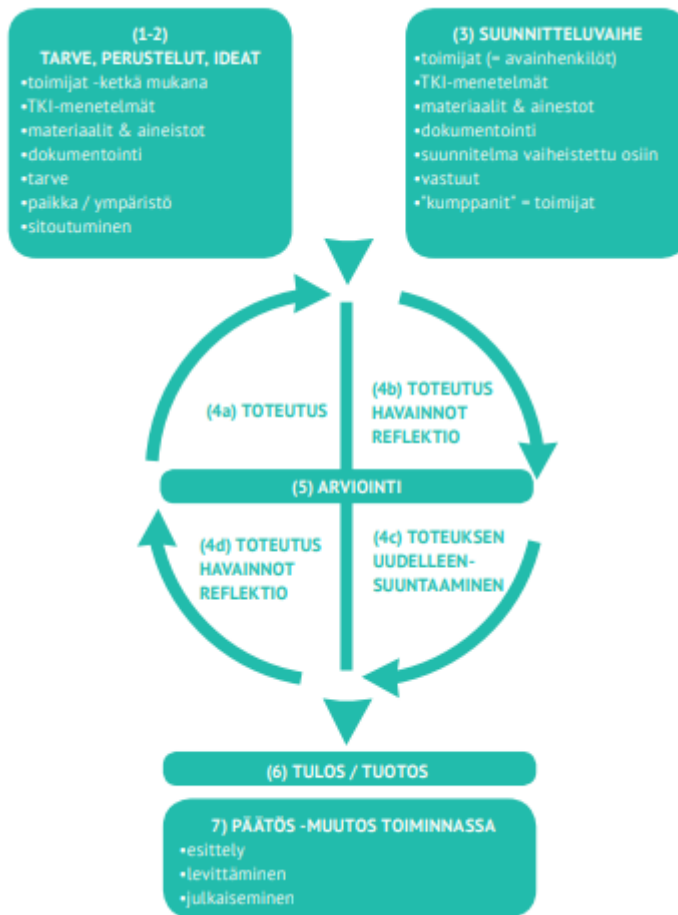 (1-2)
TARVE, PERUSTELUT, IDEAT
•toimijat -ketkä mukana
•TKI-menetelmät
•materiaalit & aineistot
•dokumentointi
•tarve
•paikka / ympäristö
•sitoutuminen
(3) SUUNNITTELUVAIHE
•toimijat (= avainhenkilöt)
•TKI-menetelmät
•materiaalit & ainestot
•dokumentointi
•suunnitelma vaiheistettu osiin
•vastuut
•"kumppanit" = toimijat
(4a) TOTEUTUS
(4b) TOTEUTUS
HAVAINNOT
REFLEKTIO
(5) ARVIOINTI
(4d) TOTEUTUS
HAVAINNOT
REFLEKTIO
(4c) TOTEUKSEN
UUDELLEEN-
SUUNTAAMINEN
(6) TULOS / TUOTOS
7) PÄÄTÖS -MUUTOS TOIMINNASSA
•esittely
•levittäminen
•julkaiseminen